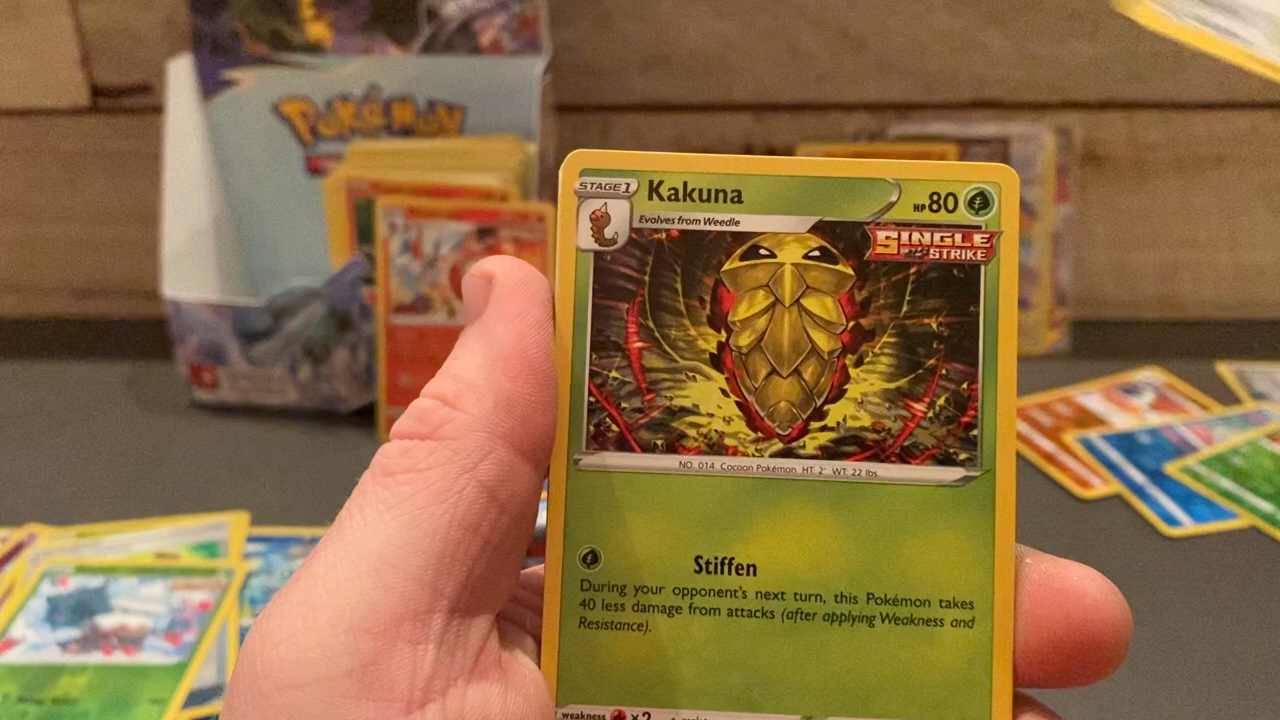 Pokémon
STAGE 1
Kakuna
HP 80
Evolves from Weedle
SINGLE
STRIKE
NO. 014 Cocoon Pokémon HT: 2' WT: 22 lbs.
Stiffen
During your opponent's next turn, this Pokémon takes
40 less damage from attacks (after applying Weakness and
Resistance).
weakness ×2